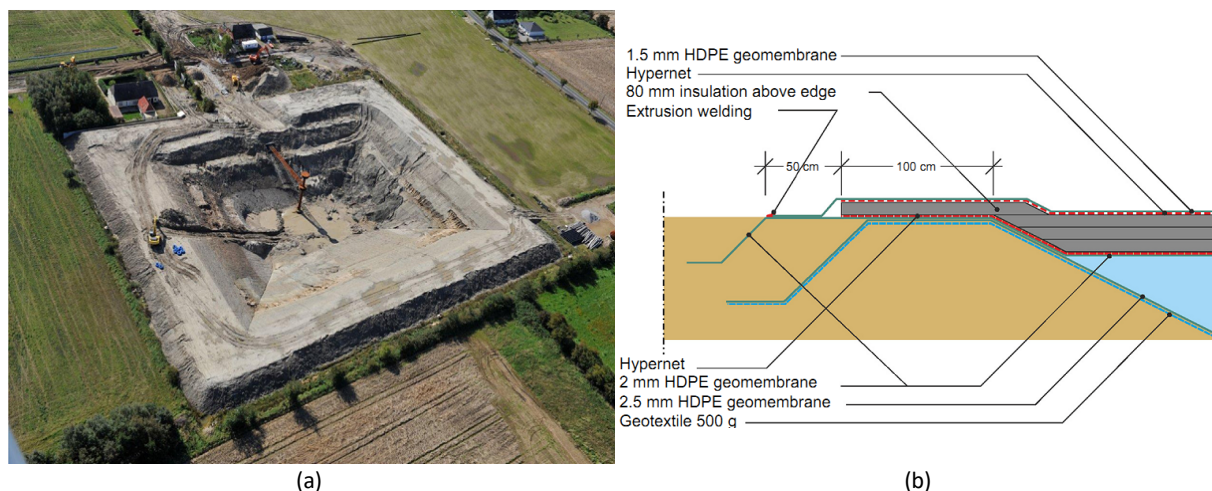 1.5 mm HDPE geomembrane
Hypernet
80 mm insulation above edge
Extrusion welding
50 cm
100 cm
Hypernet
2 mm HDPE geomembrane
2.5 mm HDPE geomembrane
Geotextile 500 g
(a)
(b)